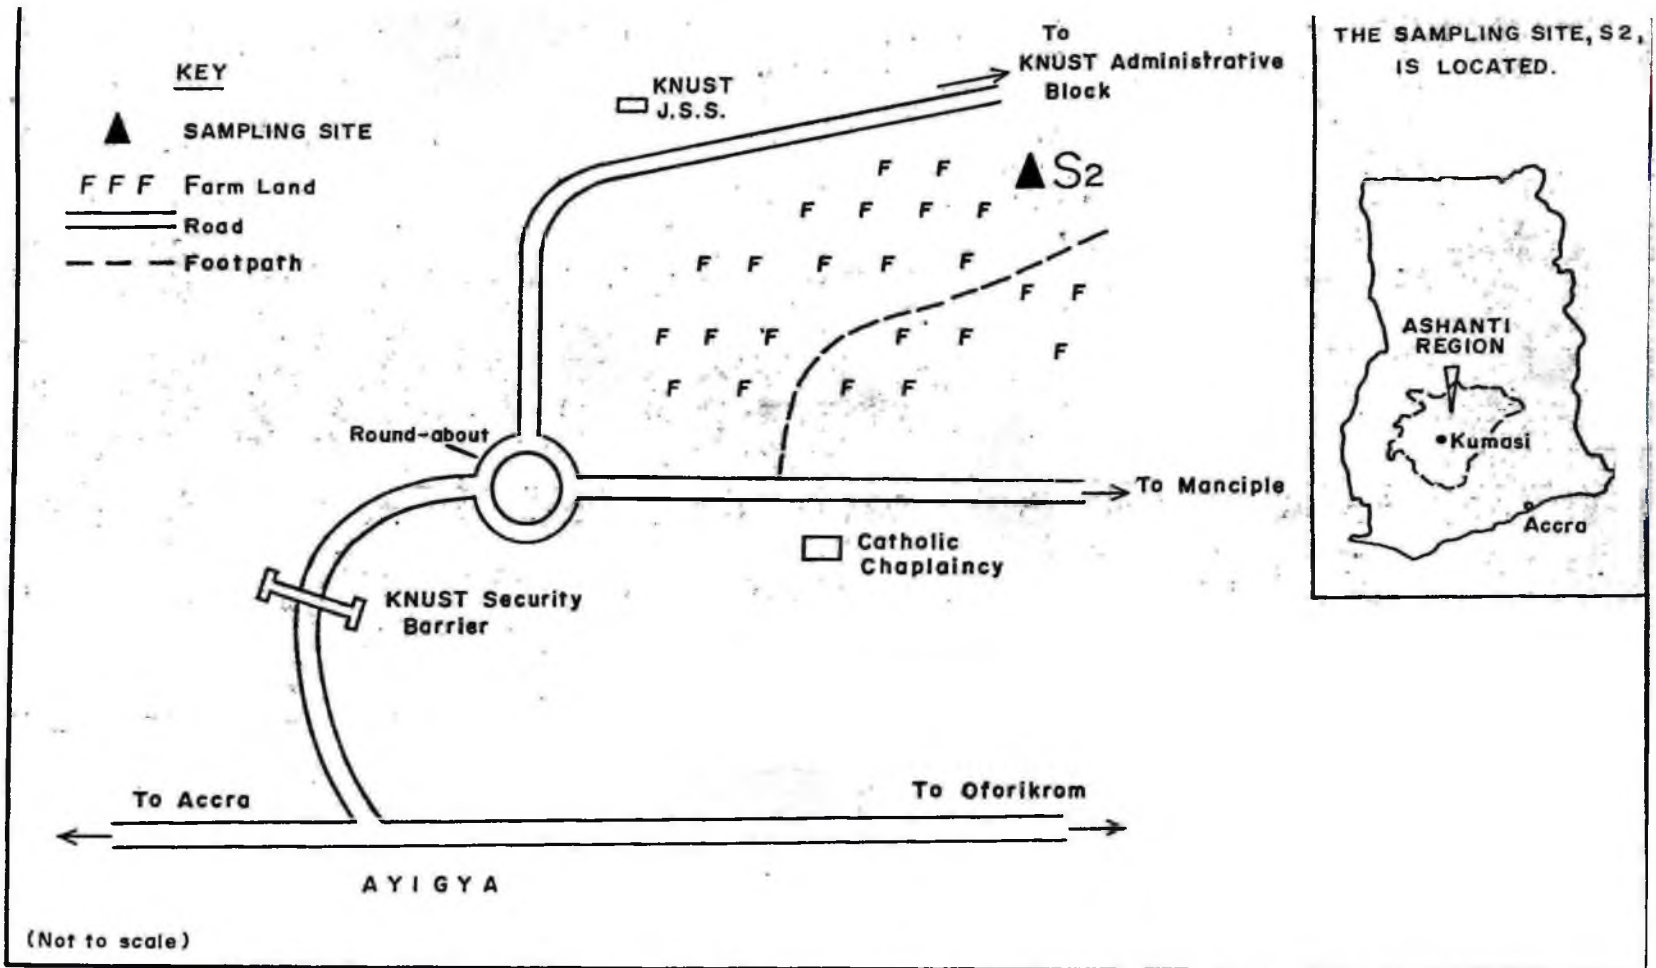 KEY
SAMPLING SITE
F F F Farm Land
Road
Footpath
KNUST
J.S.S.
To
KNUST Administrative
Block
S2
F F
F F F F
F F F F F
F F
F F F F F
F
F F F F
Round-about
To Manciple
Catholic
Chaplaincy
KNUST Security
Barrier
To Accra
To Oforikrom
AYIGYA
(Not to scale)
THE SAMPLING SITE, S2,
IS LOCATED.
ASHANTI
REGION
Kumasi
Accra